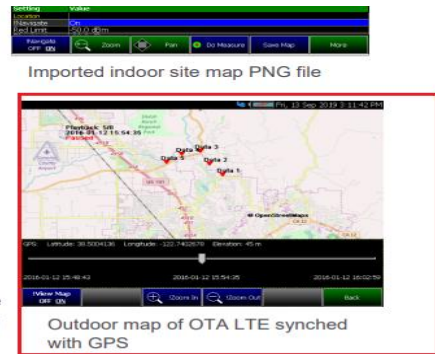 Setting Value
Location
!Navigate On
Red Limit -50.0 dBm
!Navigate
OFF ON
Zoom
Pan
Do Measure
Save Map
More
Imported indoor site map PNG file
Fri, 13 Sep 2019 3:11:42 PM
Playback: 5/8
2016-01-12 15:54:35
Paused
Data 4 Data 3
Data 5 Data 2
Data 1
© OpenStreetMaps
GPS: Latitude: 38.5004136 Longitude: -122.7402670 Elevation: 45 m
2016-01-12 15:48:43 2016-01-12 15:54:35 2016-01-12 16:02:59
!View Map
OFF ON
!Zoom In
!Zoom Out
Back
Outdoor map of OTA LTE synched
with GPS